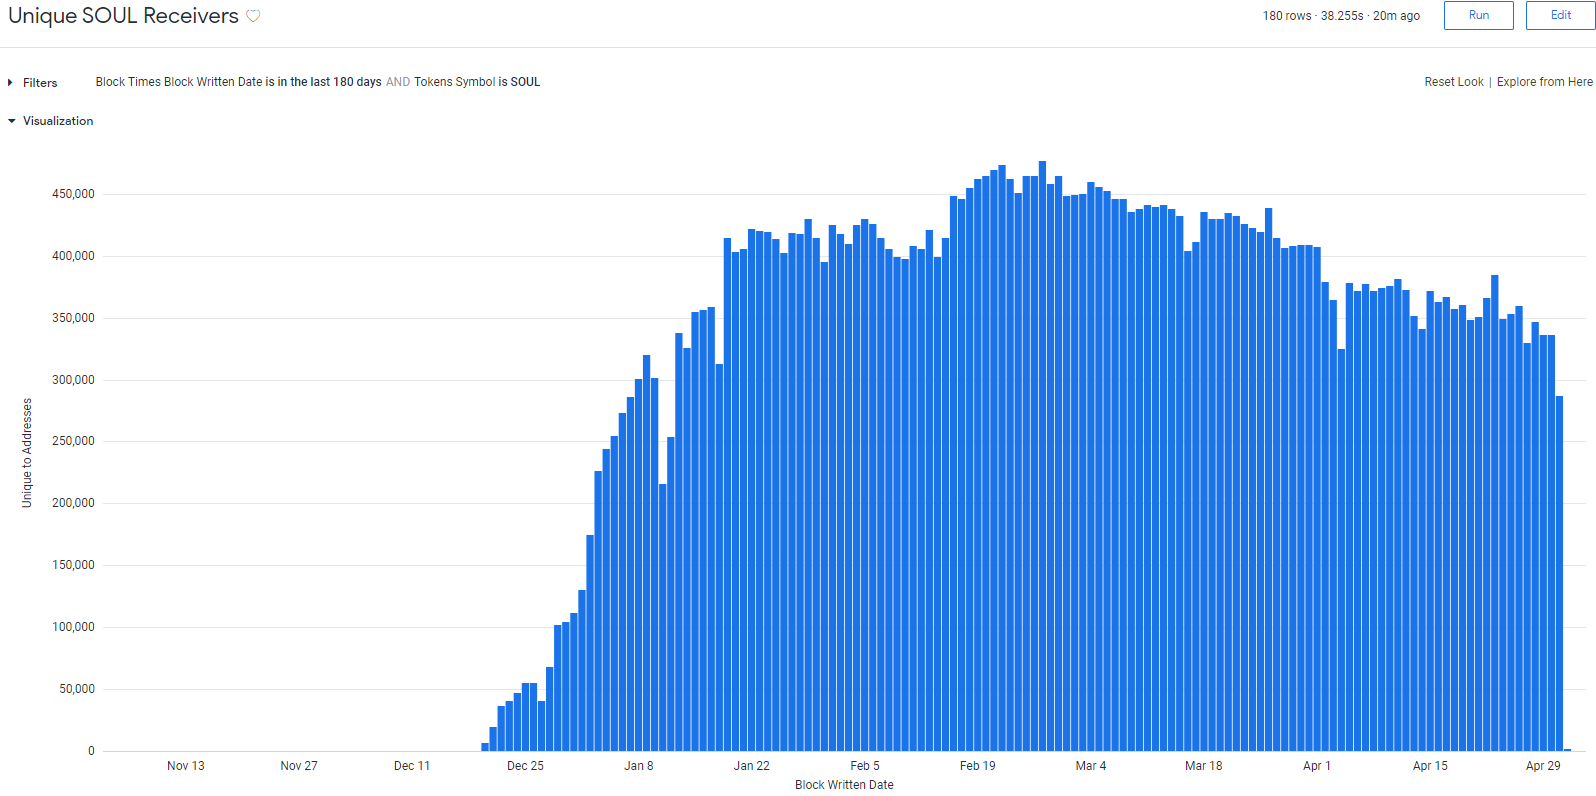 Unique SOUL Receivers
180 rows · 38.255s · 20m ago
Run
Edit
Filters
Block Times Block Written Date is in the last 180 days AND Tokens Symbol is SOUL
Reset Look | Explore from Here
Visualization
450,000
400,000
350,000
300,000
250,000
200,000
150,000
100,000
50,000
0
Unique to Addresses
Nov 13
Nov 27
Dec 11
Dec 25
Jan 8
Jan 22
Feb 5
Feb 19
Mar 4
Mar 18
Apr 1
Apr 15
Apr 29
Block Written Date